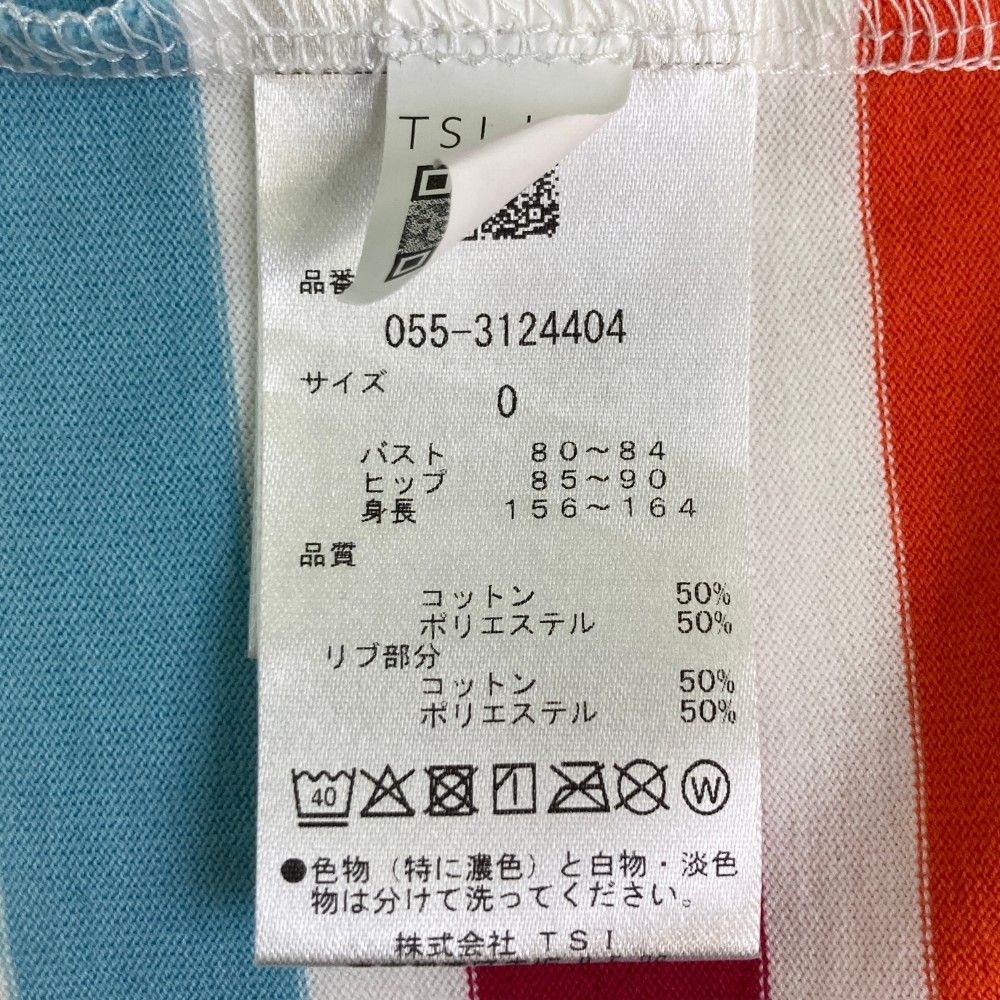 TSI
品番
055-3124404
サイズ
0
バスト 80～84
ヒップ 85～90
身長 156～164
品質
コットン 50%
ポリエステル 50%
リブ部分
コットン 50%
ポリエステル 50%
40 W
●色物（特に濃色）と白物・淡色
物は分けて洗ってください。
株式会社 TSI